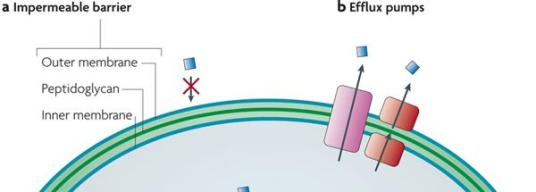 a Impermeable barrier
b Efflux pumps
Outer membrane
Peptidoglycan
Inner membrane